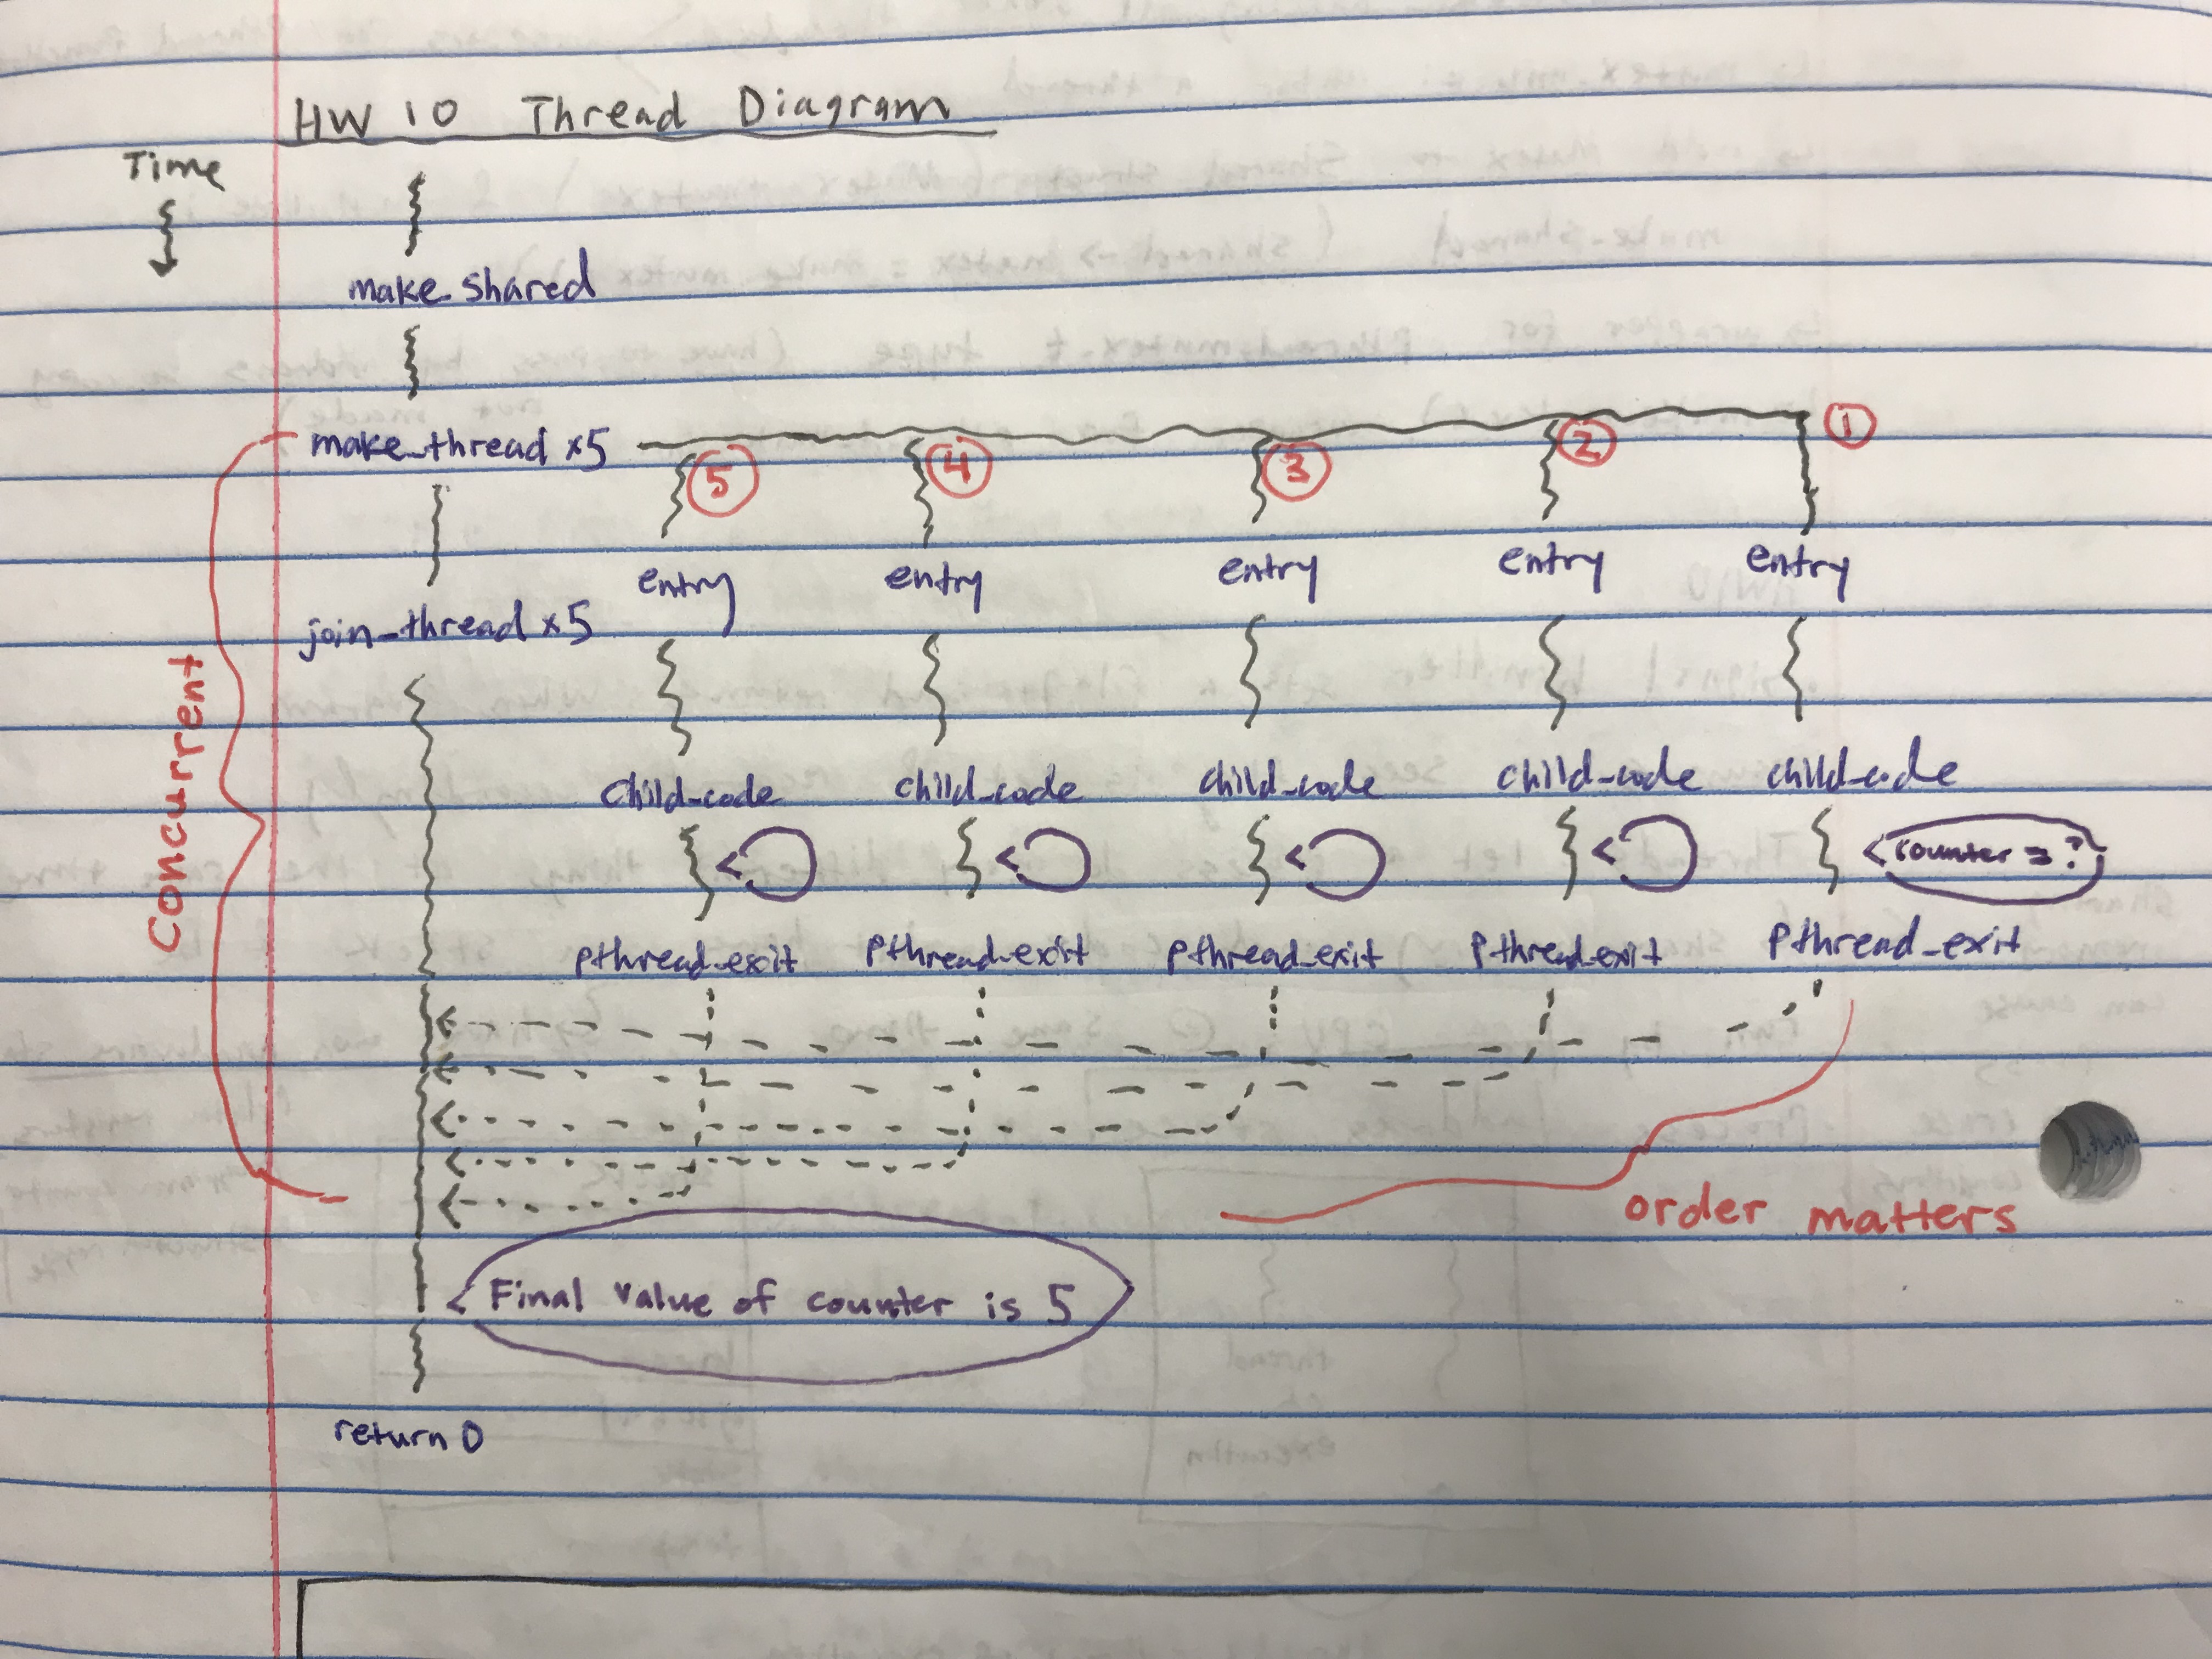 HW 10 Thread Diagram
Time
make_shared
make_thread x5
5
4
3
2
1
entry entry entry entry entry
join_thread x5
Concurrent
child_code child_code child_code child_code child_code
counter = ?
pthread_exit pthread_exit pthread_exit pthread_exit pthread_exit
order matters
Final value of counter is 5
return 0